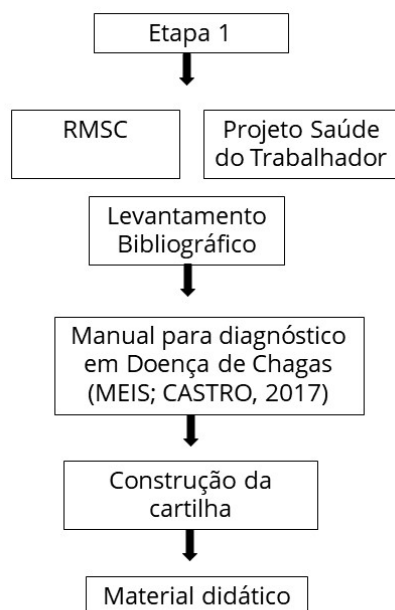 Etapa 1
RMSC
Projeto Saúde
do Trabalhador
Levantamento
Bibliográfico
Manual para diagnóstico
em Doença de Chagas
(MEIS; CASTRO, 2017)
Construção da
cartilha
Material didático